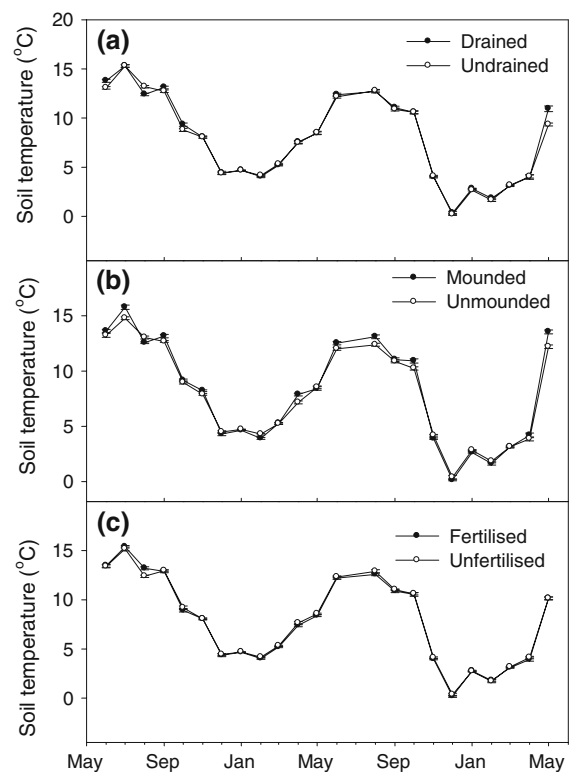 20
(a)
Drained
Undrained
15
10
5
0
Soil temperature (°C)
(b)
Mounded
Unmounded
15
10
5
0
Soil temperature (°C)
(c)
Fertilised
Unfertilised
15
10
5
0
Soil temperature (°C)
May Sep Jan May Sep Jan May